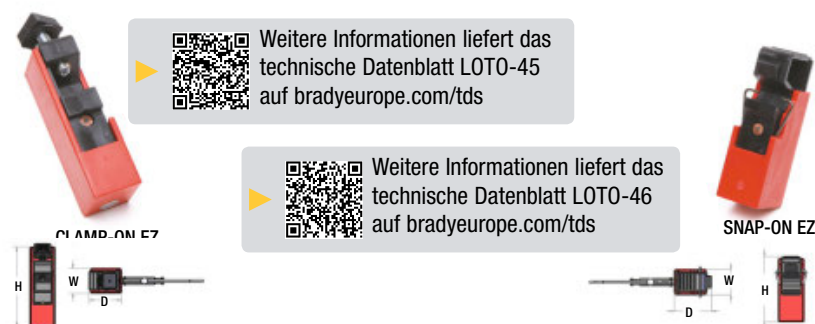 Weitere Informationen liefert das
technische Datenblatt LOTO-45
auf bradyeurope.com/tds
Weitere Informationen liefert das
technische Datenblatt LOTO-46
auf bradyeurope.com/tds
CLAMP-ON EZ
SNAP-ON EZ
H
W
D
W
D
H